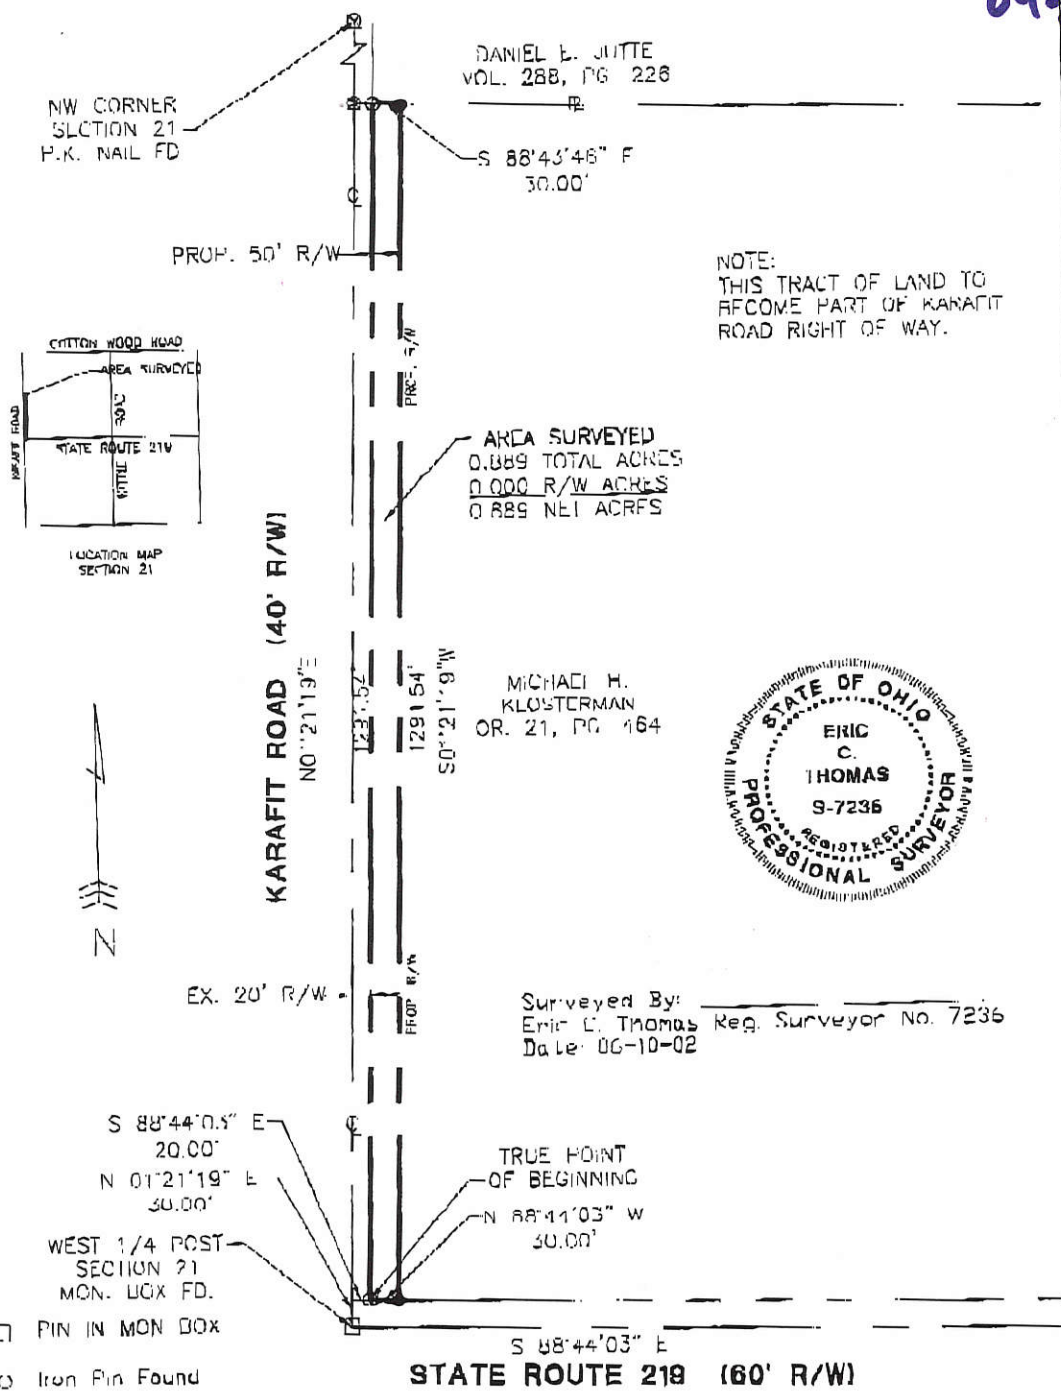 DANIEL E. JUTTE
VOL. 288, PG 226
NW CORNER
SECTION 21
P.K. NAIL FD
S 88°43'46" E
30.00'
PROP. 50' R/W
NOTE:
THIS TRACT OF LAND TO
BECOME PART OF KARAFIT
ROAD RIGHT OF WAY.
PROP. R/W
COTTON WOOD ROAD
AREA SURVEYED
STATE ROUTE 219
KARAFIT ROAD
LOCATION MAP
SECTION 21
AREA SURVEYED
0.889 TOTAL ACRES
0.000 R/W ACRES
0.889 NET ACRES
KARAFIT ROAD (40' R/W)
N01°21'19"E
1291.54'
S01°21'19"W
MICHAEL H.
KLOSTERMAN
OR. 21, PG 164
STATE OF OHIO
ERIC
C.
THOMAS
S-7236
REGISTERED
PROFESSIONAL SURVEYOR
N
EX. 20' R/W
PROP R/W
Surveyed By:
Eric C. Thomas Reg. Surveyor No. 7236
Date: 06-10-02
S 88°44'03" E
20.00'
N 01°21'19" E
30.00'
TRUE POINT
OF BEGINNING
N 88°44'03" W
30.00'
WEST 1/4 POST
SECTION 21
MON. BOX FD.
PIN IN MON BOX
Iron Pin Found
S 88°44'03" E
STATE ROUTE 219 (60' R/W)